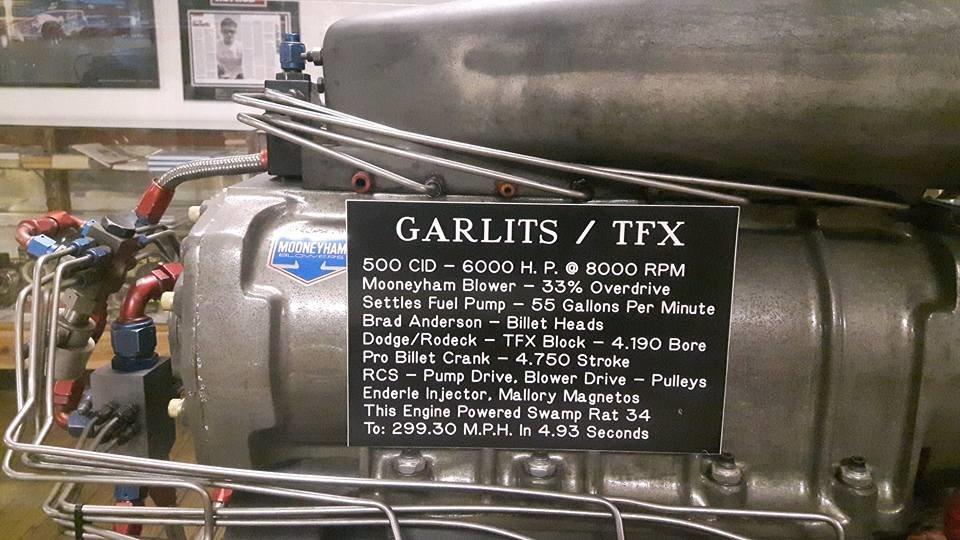 MOONEYHAM
BLOWERS
GARLITS / TFX
500 CID – 6000 H. P. @ 8000 RPM
Mooneyham Blower – 33% Overdrive
Settles Fuel Pump – 55 Gallons Per Minute
Brad Anderson – Billet Heads
Dodge/Rodeck – TFX Block – 4.190 Bore
Pro Billet Crank – 4.750 Stroke
RCS – Pump Drive, Blower Drive – Pulleys
Enderle Injector, Mallory Magnetos
This Engine Powered Swamp Rat 34
To: 299.30 M.P.H. In 4.93 Seconds